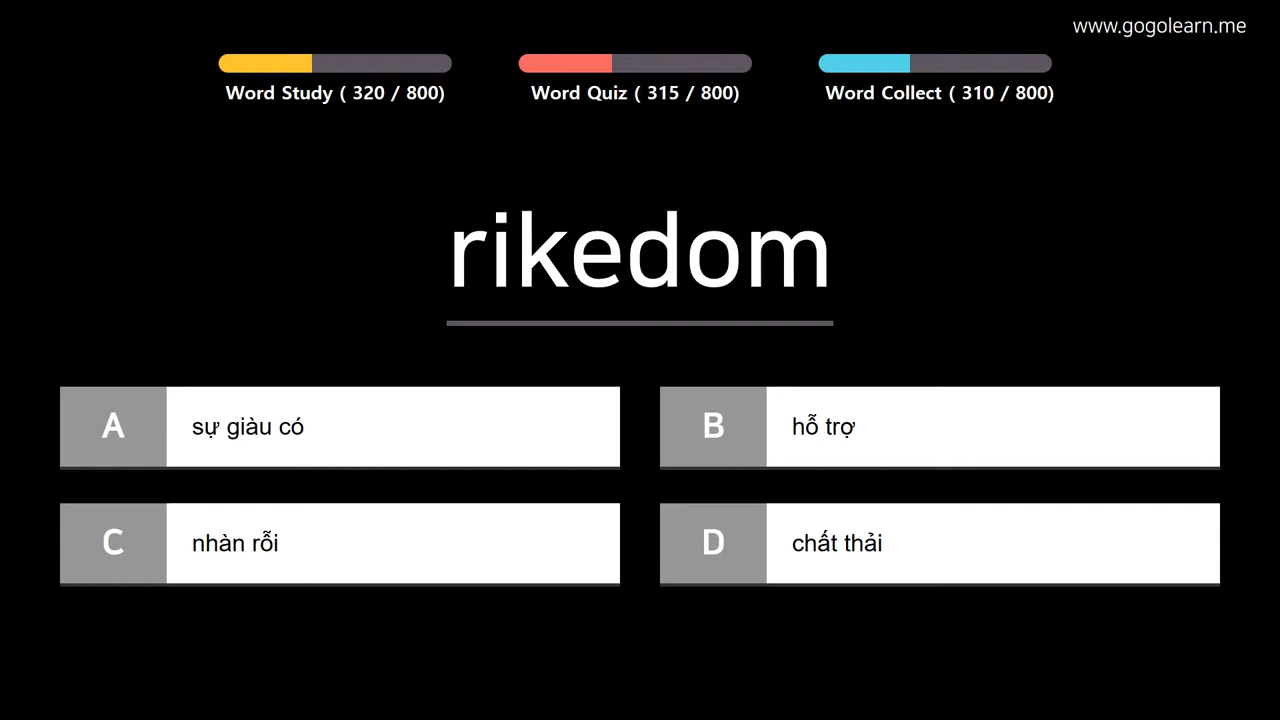 www.gogolearn.me
Word Study ( 320 / 800)
Word Quiz ( 315 / 800)
Word Collect ( 310 / 800)
rikedom
A sự giàu có
B hỗ trợ
C nhàn rỗi
D chất thải